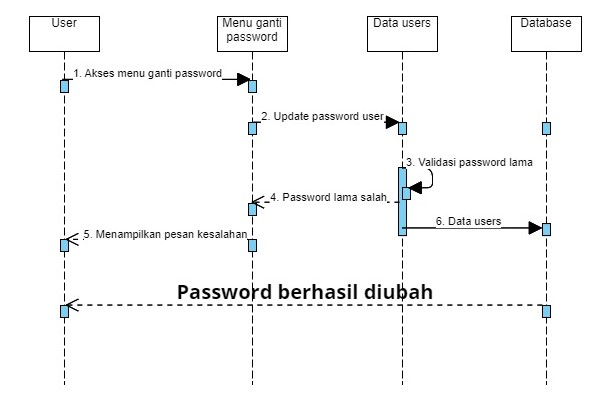 User
Menu ganti
password
Data users
Database
1. Akses menu ganti password
2. Update password user
3. Validasi password lama
4. Password lama salah
5. Menampilkan pesan kesalahan
6. Data users
Password berhasil diubah